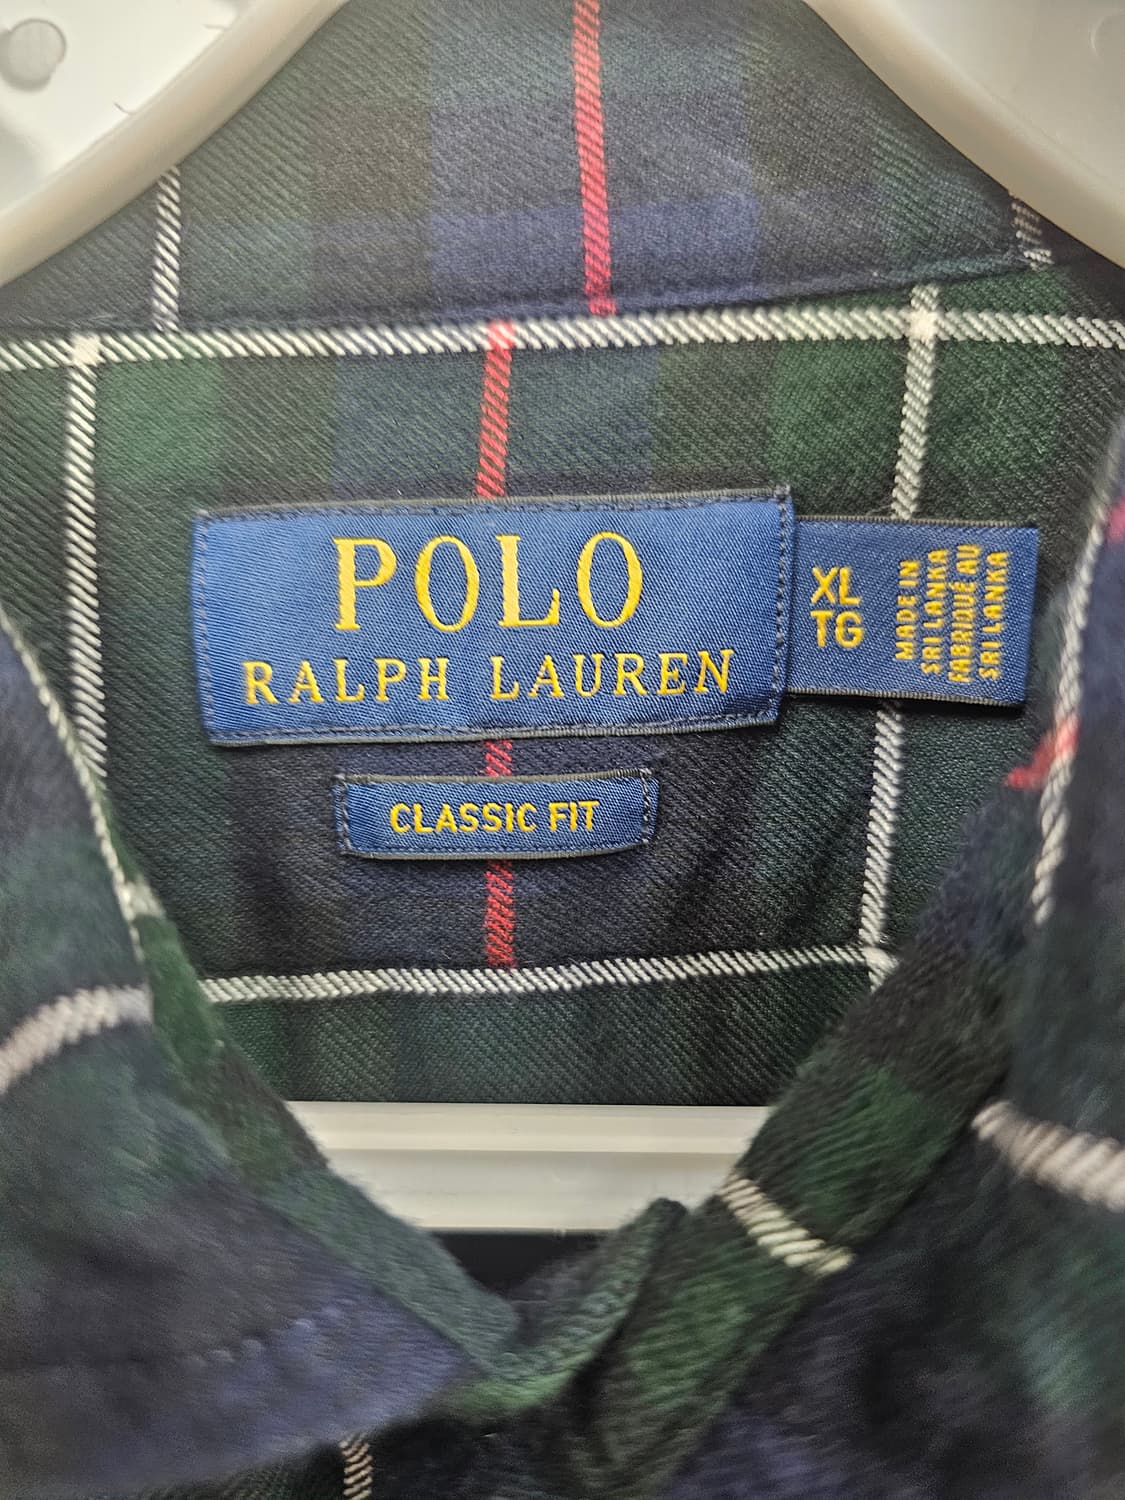 POLO
RALPH LAUREN
XL
TG
MADE IN
SRI LANKA
FABRIQUÉ AU
SRI LANKA
CLASSIC FIT